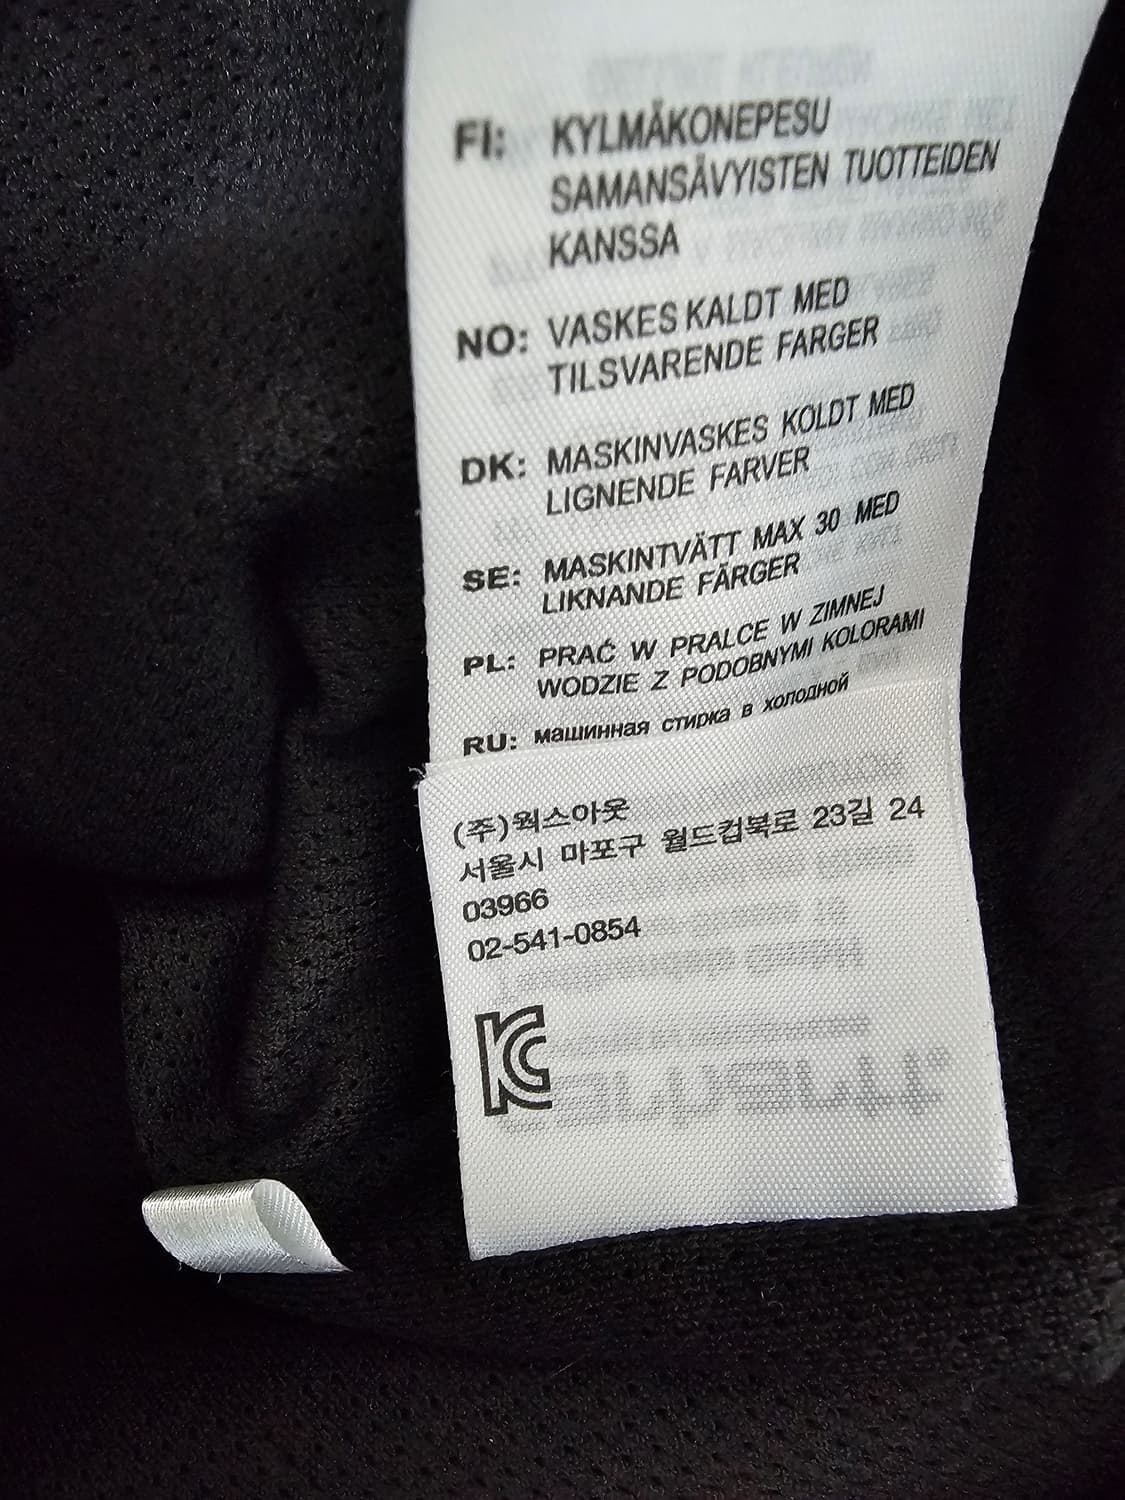 FI: KYLMÄKONEPESU
SAMANSÄVYISTEN TUOTTEIDEN
KANSSA
NO: VASKES KALDT MED
TILSVARENDE FARGER
DK: MASKINVASKES KOLDT MED
LIGNENDE FARVER
SE: MASKINTVÄTT MAX 30 MED
LIKNANDE FÄRGER
PL: PRAĆ W PRALCE W ZIMNEJ
WODZIE Z PODOBNYMI KOLORAMI
RU: машинная стирка в холодной
(주)웍스아웃
서울시 마포구 월드컵북로 23길 24
03966
02-541-0854
KC